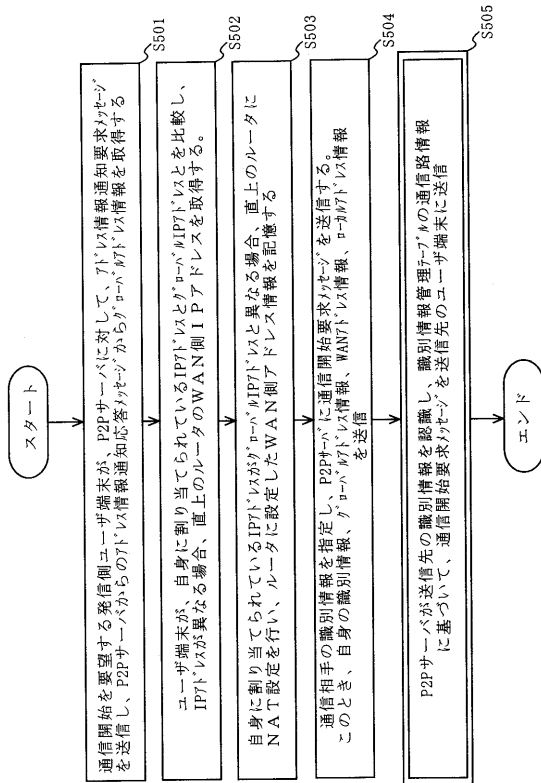 スタート
通信開始を要望する発信側ユーザ端末が、P2Pサーバに対して、アドレス情報通知要求メッセージ
を送信し、P2Pサーバからのアドレス情報通知応答メッセージからグローバルアドレス情報を取得する
S501
ユーザ端末が、自身に割り当てられているIPアドレスとグローバルIPアドレスとを比較し、
IPアドレスが異なる場合、直上のルータのWAN側IPアドレスを取得する。
S502
自身に割り当てられているIPアドレスがグローバルIPアドレスと異なる場合、直上のルータに
NAT設定を行い、ルータに設定したWAN側アドレス情報を記憶する
S503
通信相手の識別情報を指定し、P2Pサーバに通信開始要求メッセージを送信する。
このとき、自身の識別情報、グローバルアドレス情報、WANアドレス情報、ローカルアドレス情報
を送信
S504
P2Pサーバが送信先の識別情報を認識し、識別情報管理テーブルの通信路情報
に基づいて、通信開始要求メッセージを送信先のユーザ端末に送信
S505
エンド